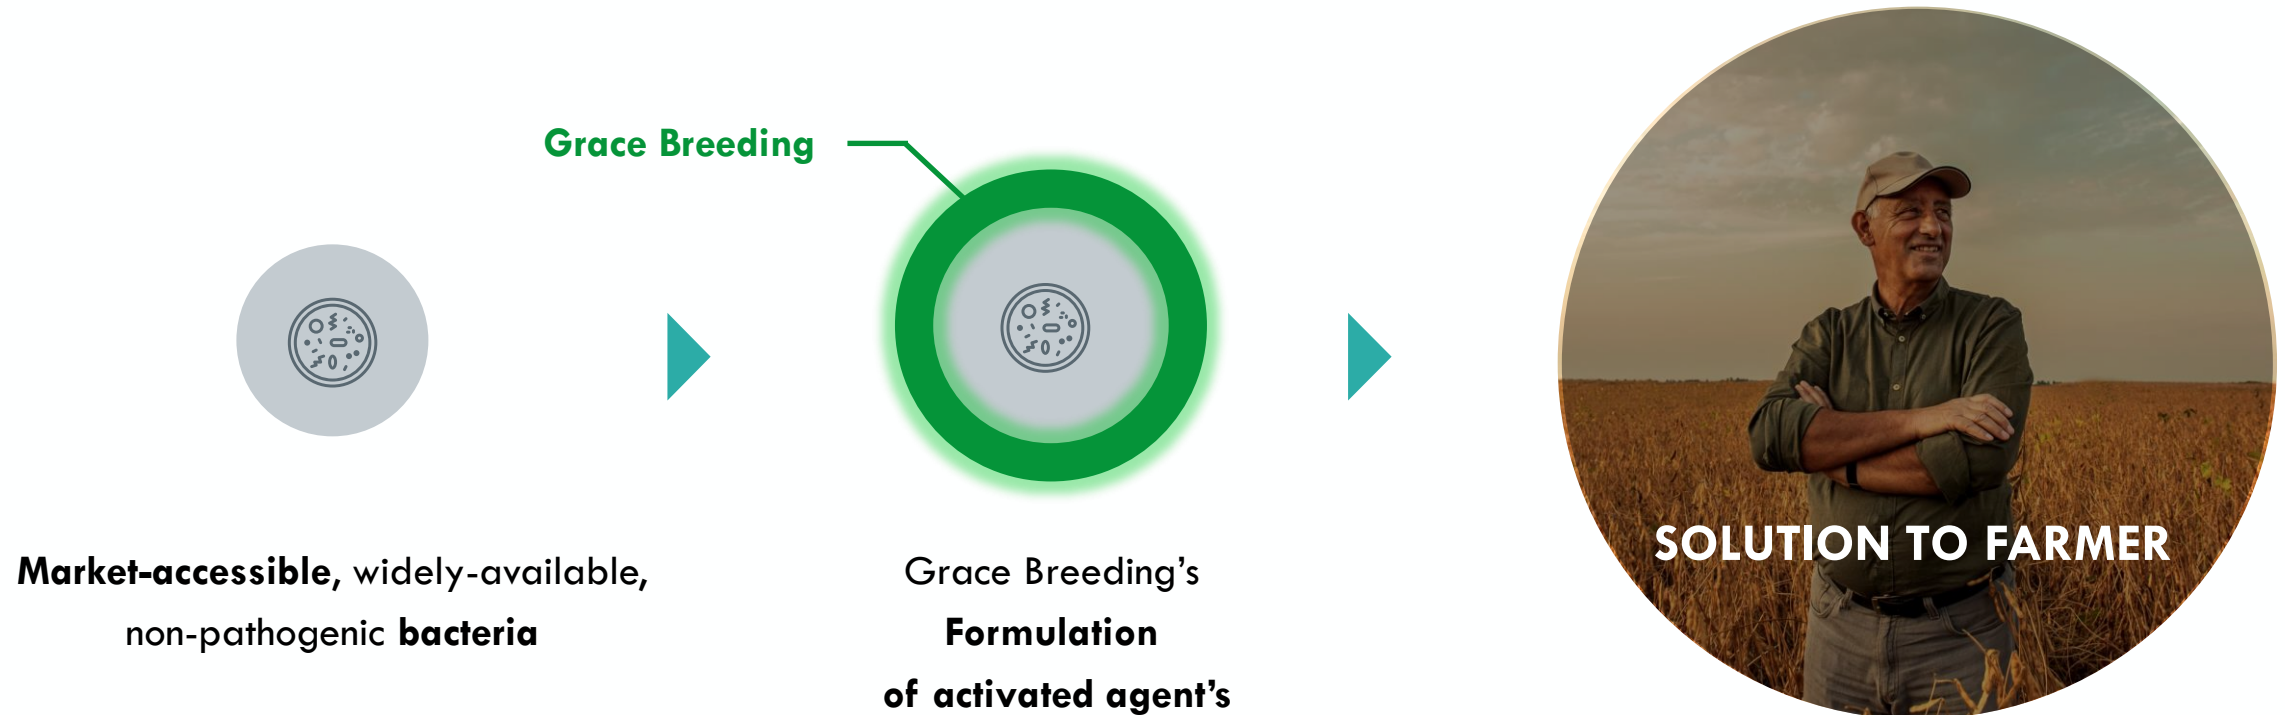 Grace Breeding
Market-accessible, widely-available,
non-pathogenic bacteria
Grace Breeding’s
Formulation
of activated agent’s
SOLUTION TO FARMER